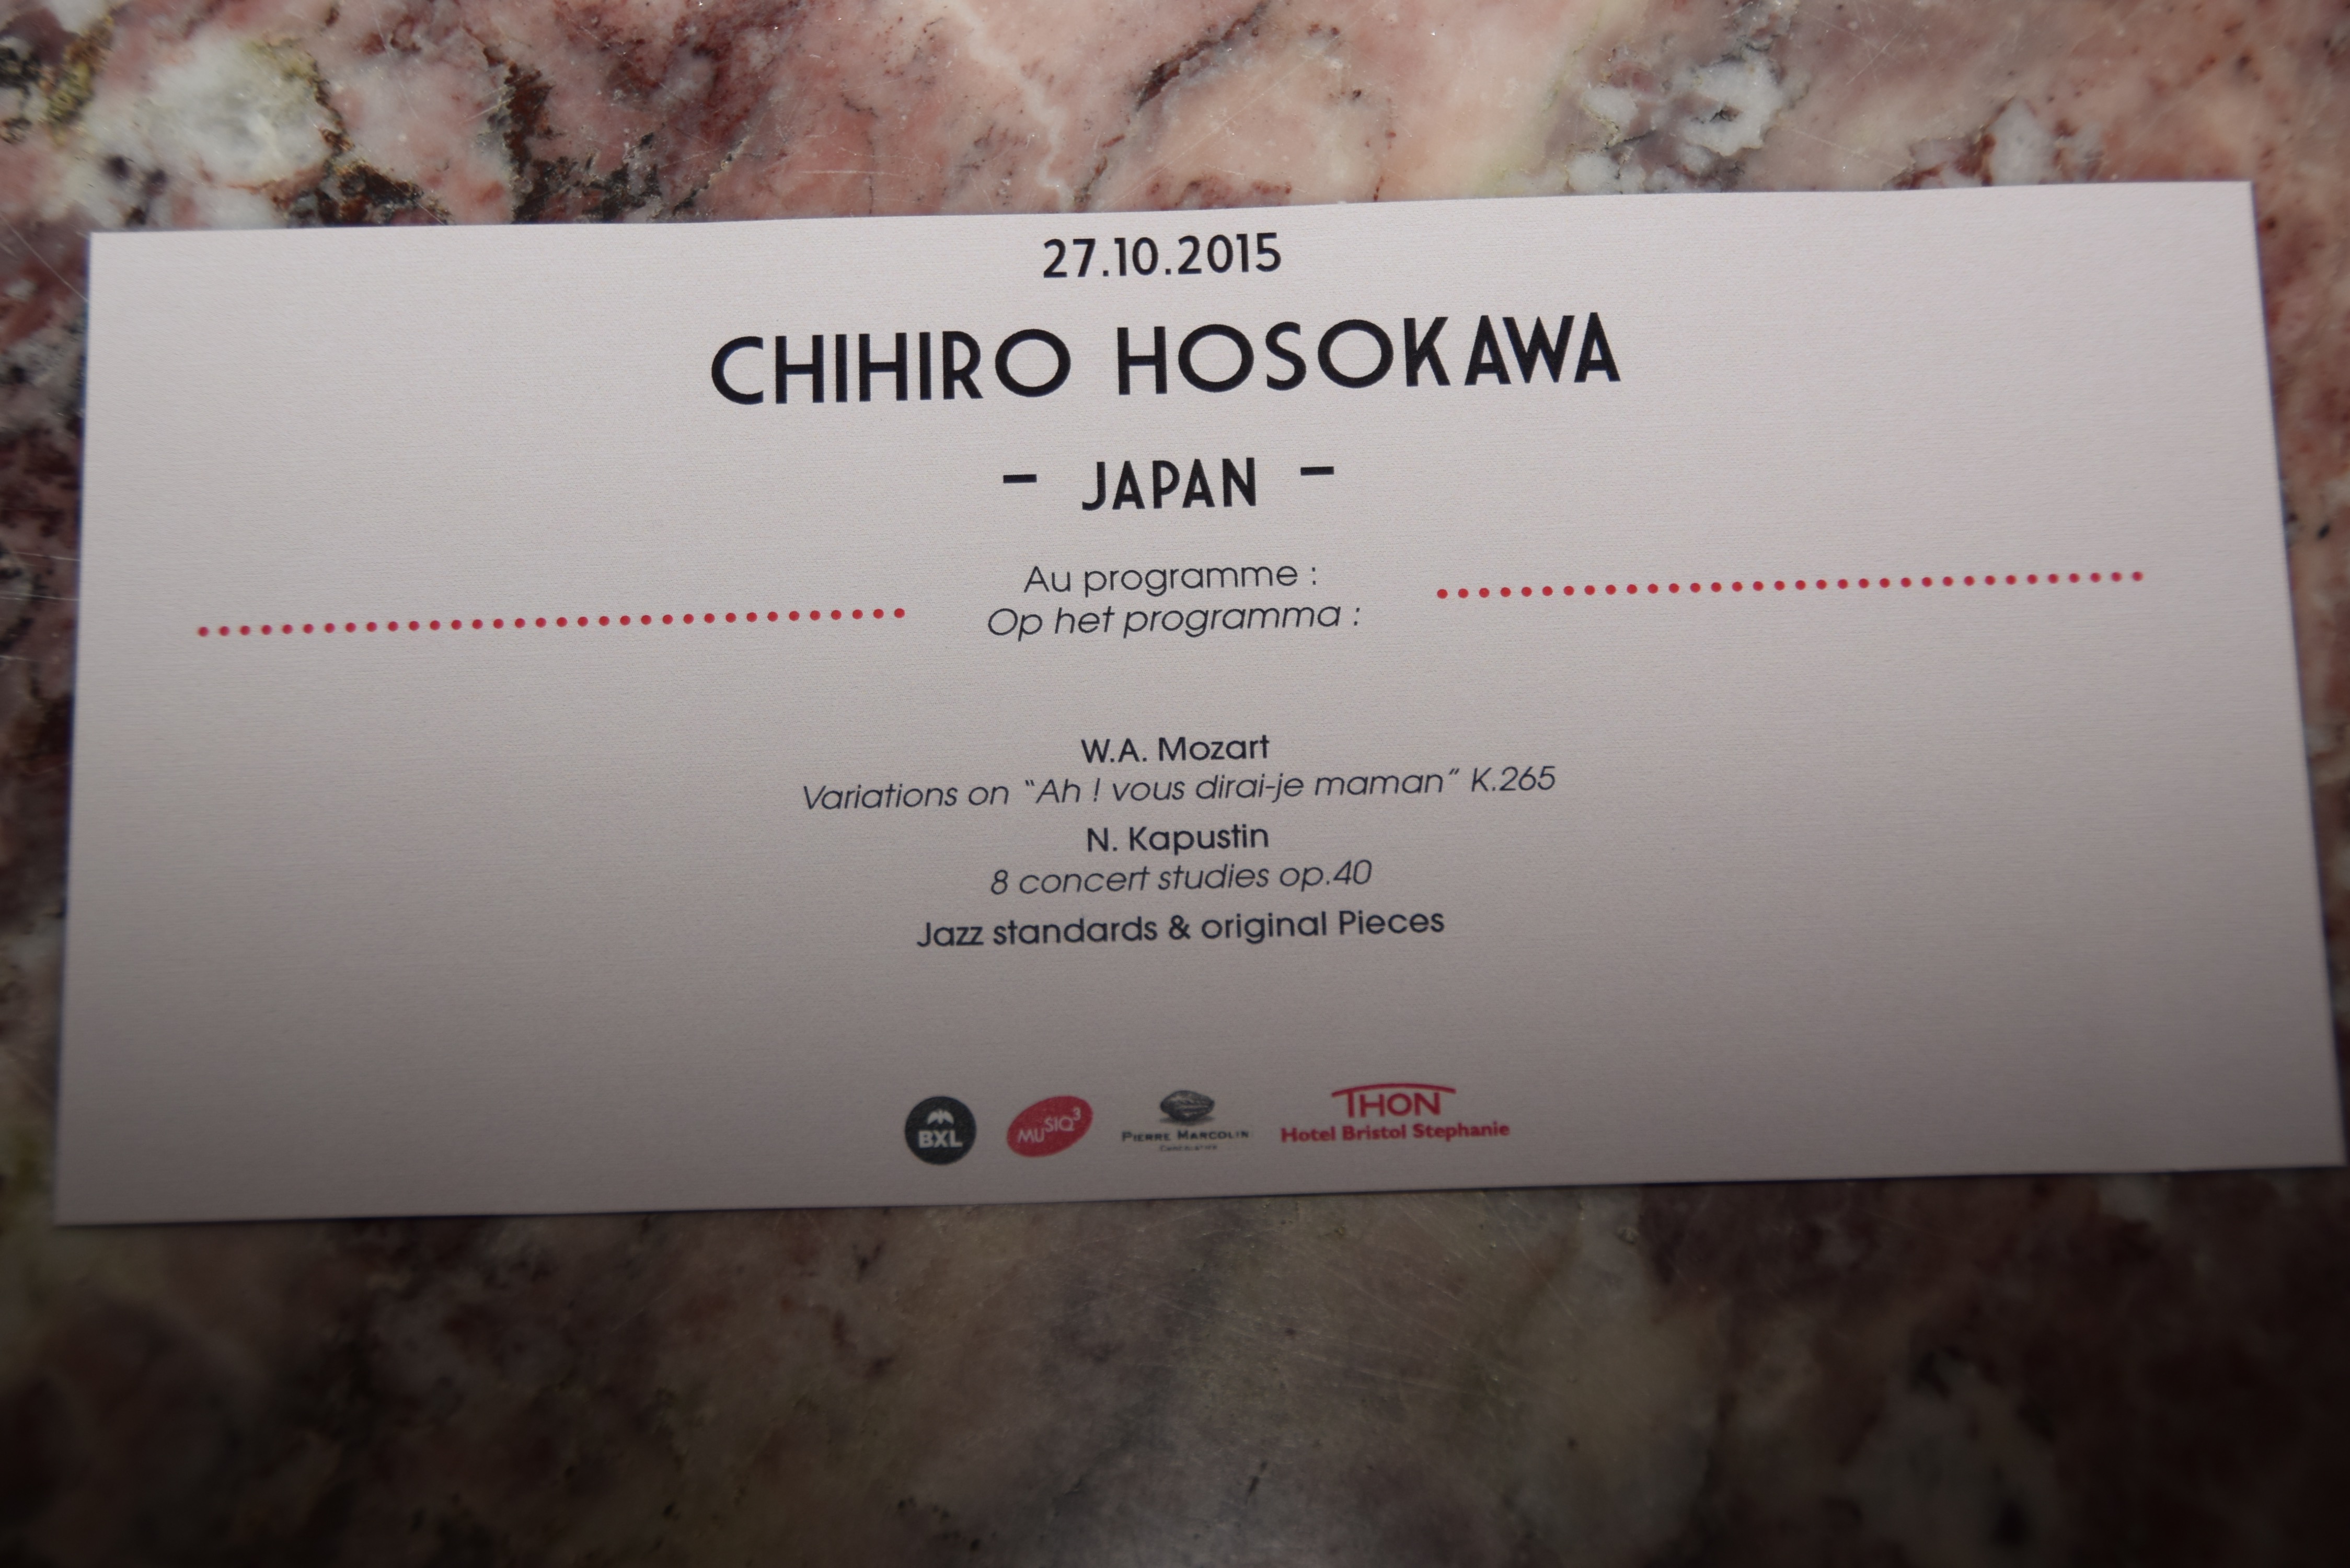 27.10.2015
CHIHIRO HOSOKAWA
- JAPAN -
Au programme :
Op het programma :
W.A. Mozart
Variations on "Ah ! vous dirai-je maman" K.265
N. Kapustin
8 concert studies op.40
Jazz standards & original Pieces
BXL
MUSIQ3
PIERRE MARCOLINI
THON
Hotel Bristol Stephanie